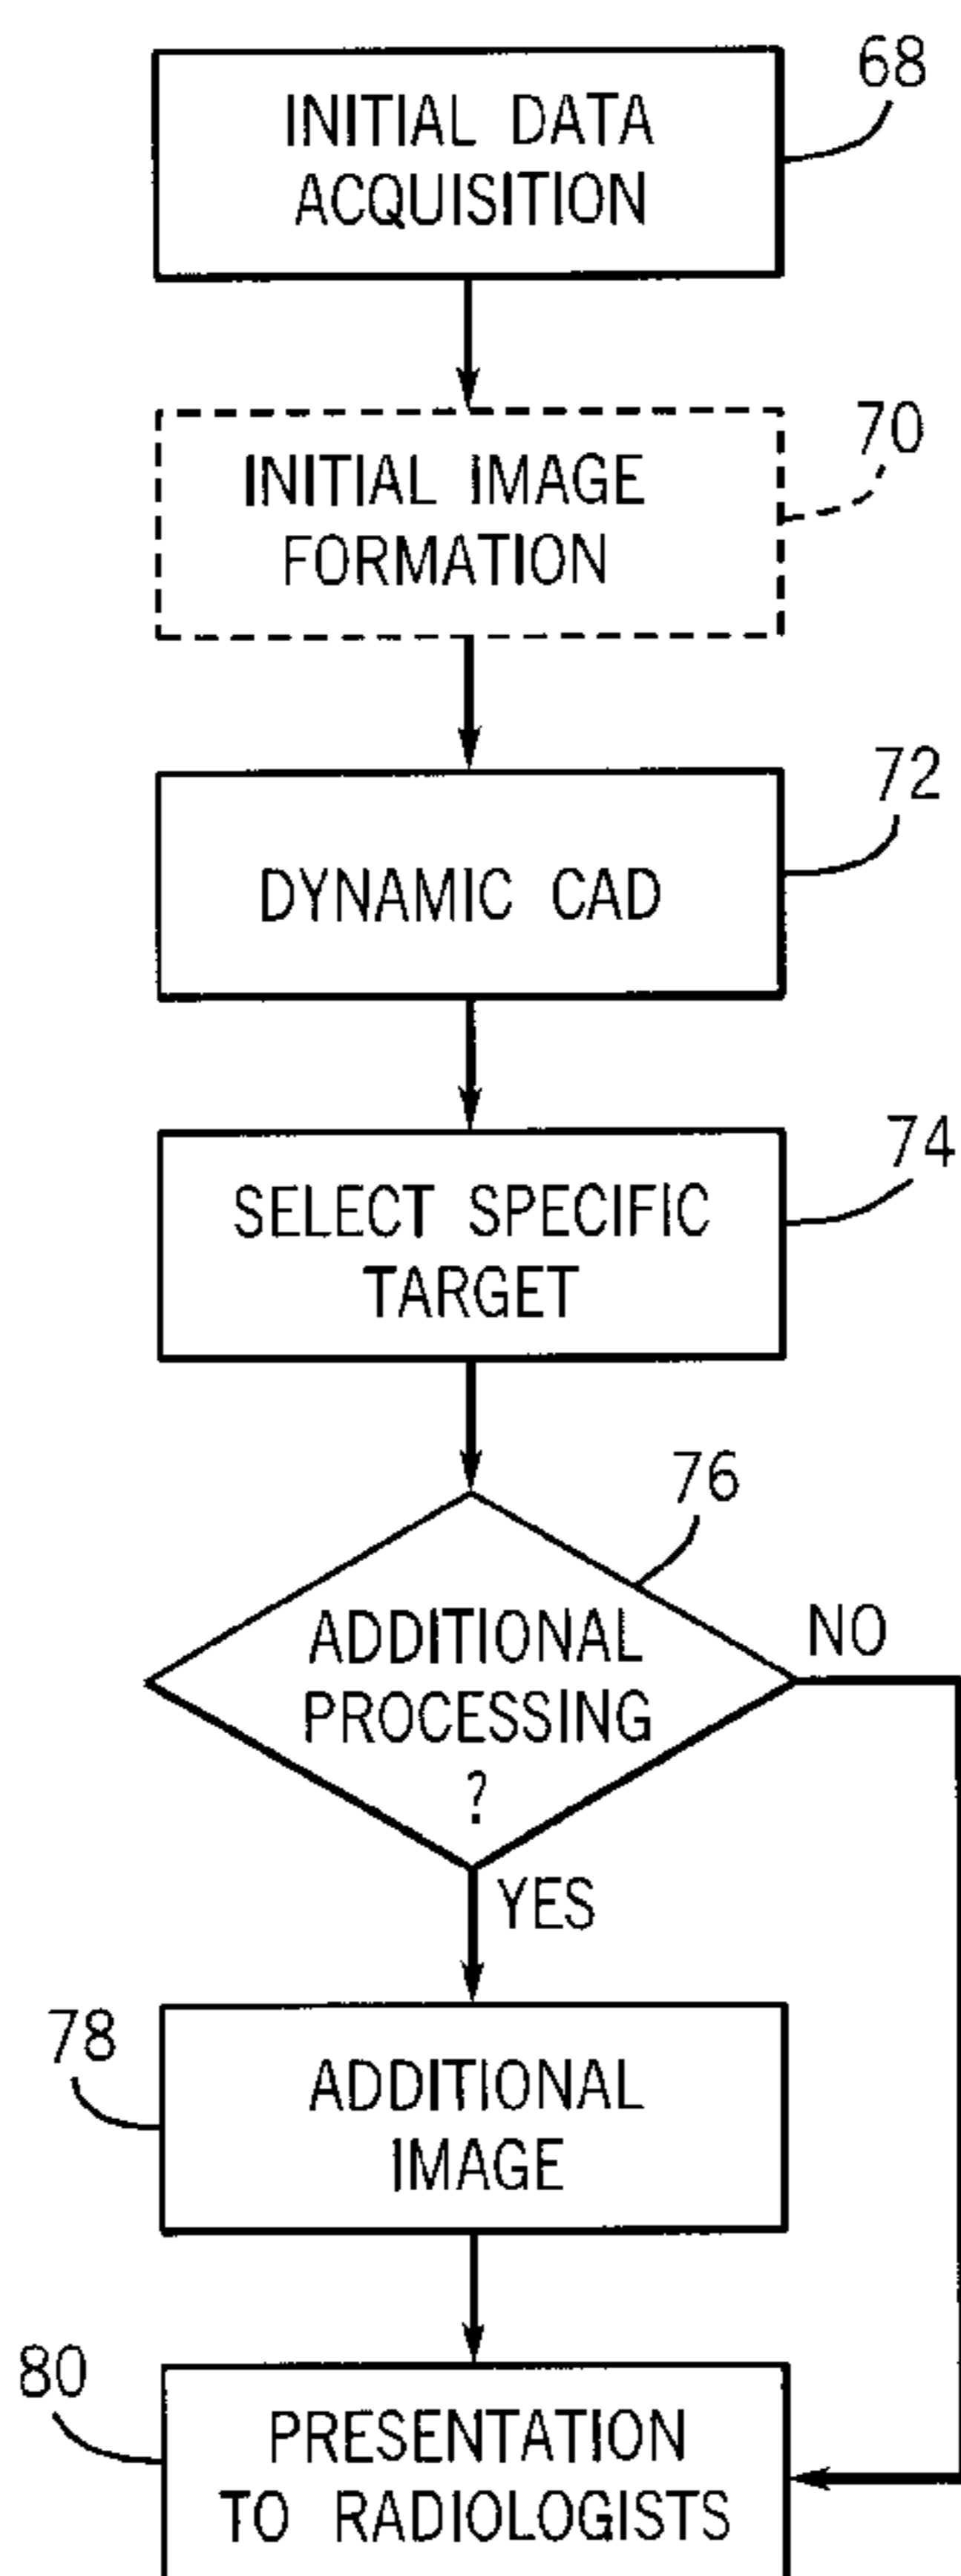 68
INITIAL DATA
ACQUISITION
70
INITIAL IMAGE
FORMATION
72
DYNAMIC CAD
74
SELECT SPECIFIC
TARGET
76
ADDITIONAL
PROCESSING
?
NO
YES
78
ADDITIONAL
IMAGE
80
PRESENTATION
TO RADIOLOGISTS